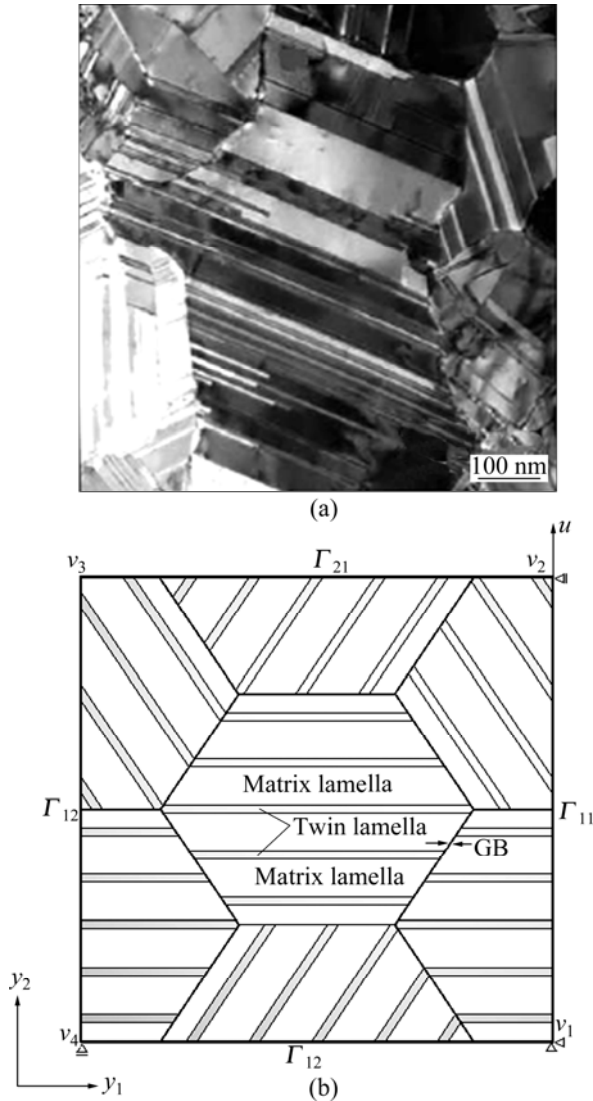 100 nm
(a)
u
v3 Γ21 v2
Matrix lamella
Γ12 Γ11
Twin lamella
GB
Matrix lamella
y2
v4 v1
Γ12
y1 (b)